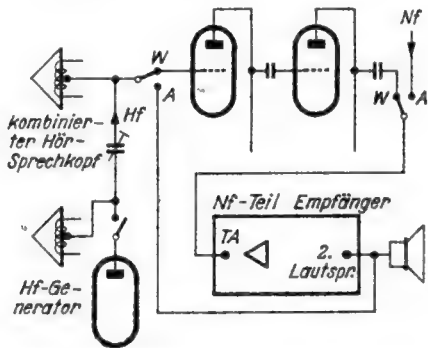 Nf
W
A
W
A
Hf
kombinier-
ter Hör-
Sprechkopf
Nf-Teil Empfänger
TA
2.
Lautspr.
Hf-Ge-
nerator